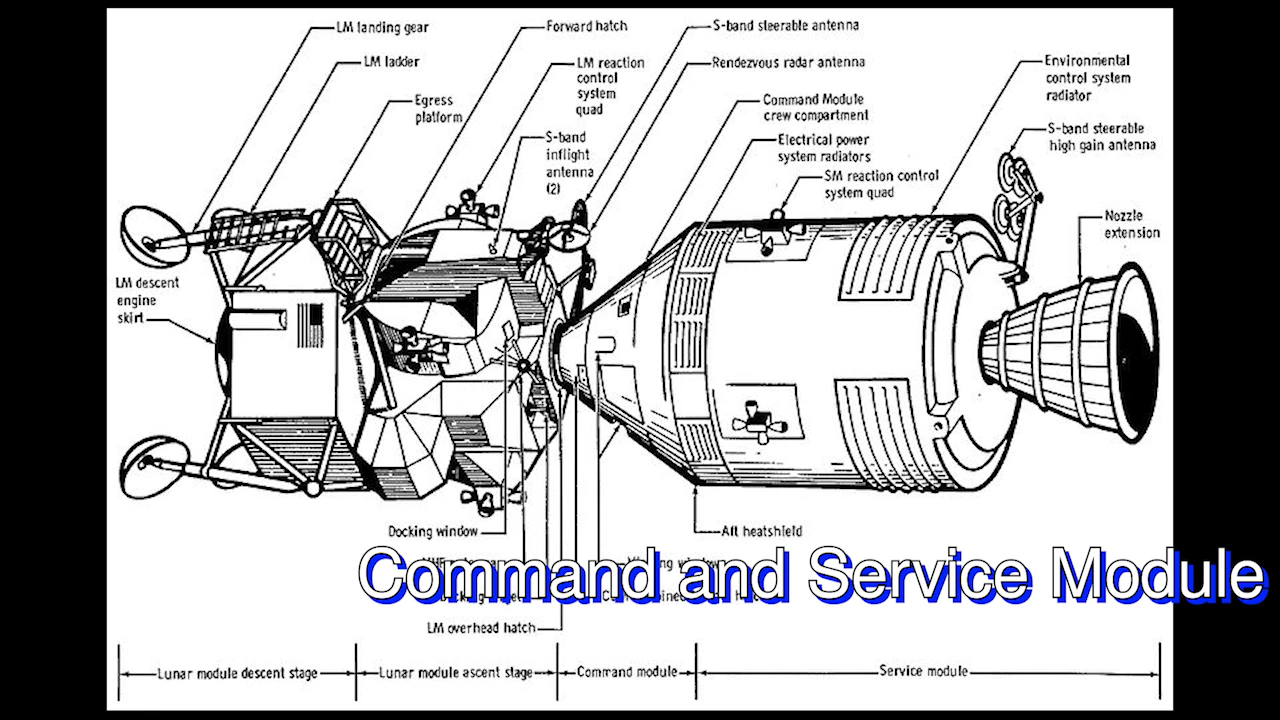 LM landing gear
Forward hatch
S-band steerable antenna
LM ladder
LM reaction
control
system
quad
Rendezvous radar antenna
Environmental
control system
radiator
Egress
platform
Command Module
crew compartment
S-band
inflight
antenna
(2)
Electrical power
system radiators
S-band steerable
high gain antenna
SM reaction control
system quad
Nozzle
extension
LM descent
engine
skirt
Docking window
Aft heatshield
Command and Service Module
LM overhead hatch
Lunar module descent stage
Lunar module ascent stage
Command module
Service module